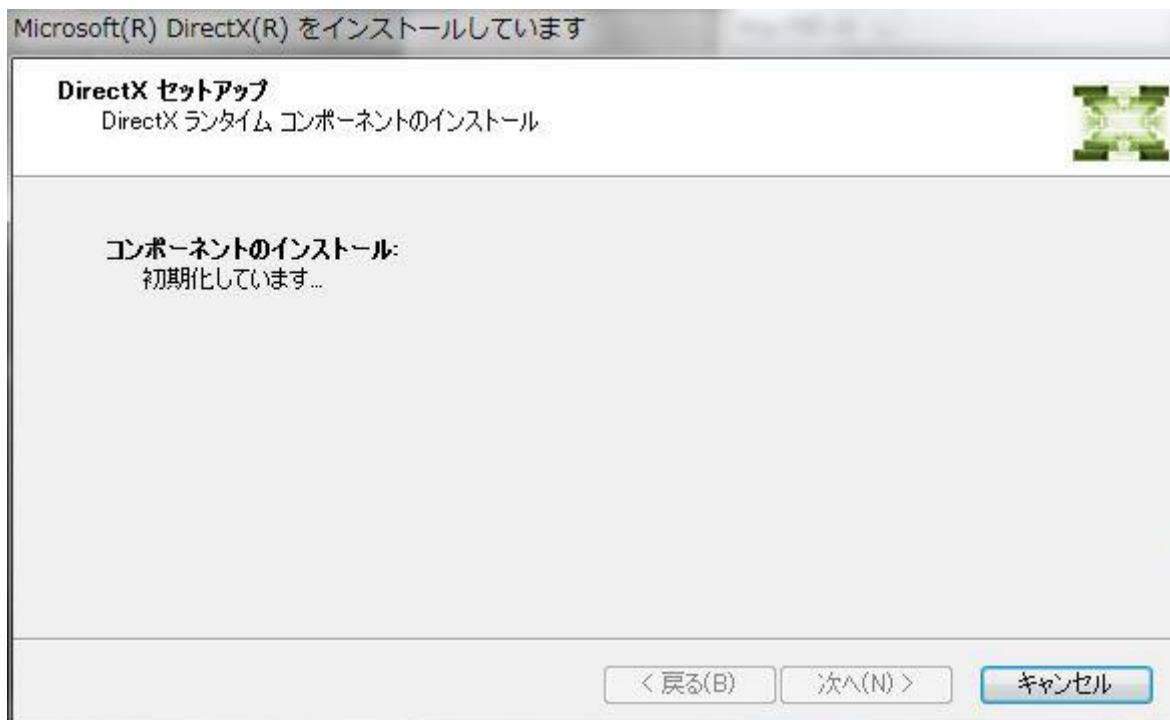 Microsoft(R) DirectX(R) をインストールしています
DirectX セットアップ
DirectX ランタイム コンポーネントのインストール
コンポーネントのインストール:
初期化しています...
< 戻る(B)
次へ(N) >
キャンセル